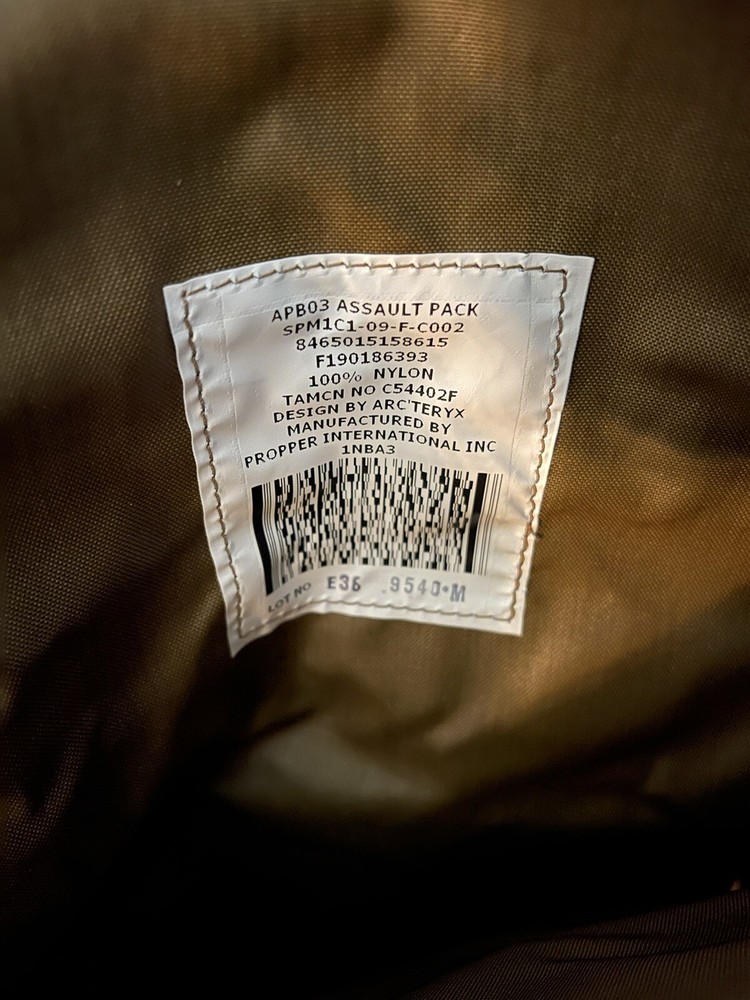 APB03 ASSAULT PACK
SPM1C1-09-F-C002
8465015158615
F190186393
100% NYLON
TAMCN NO C54402F
DESIGN BY ARC'TERYX
MANUFACTURED BY
PROPPER INTERNATIONAL INC
1NBA3
LOT NO E36 .9540•M